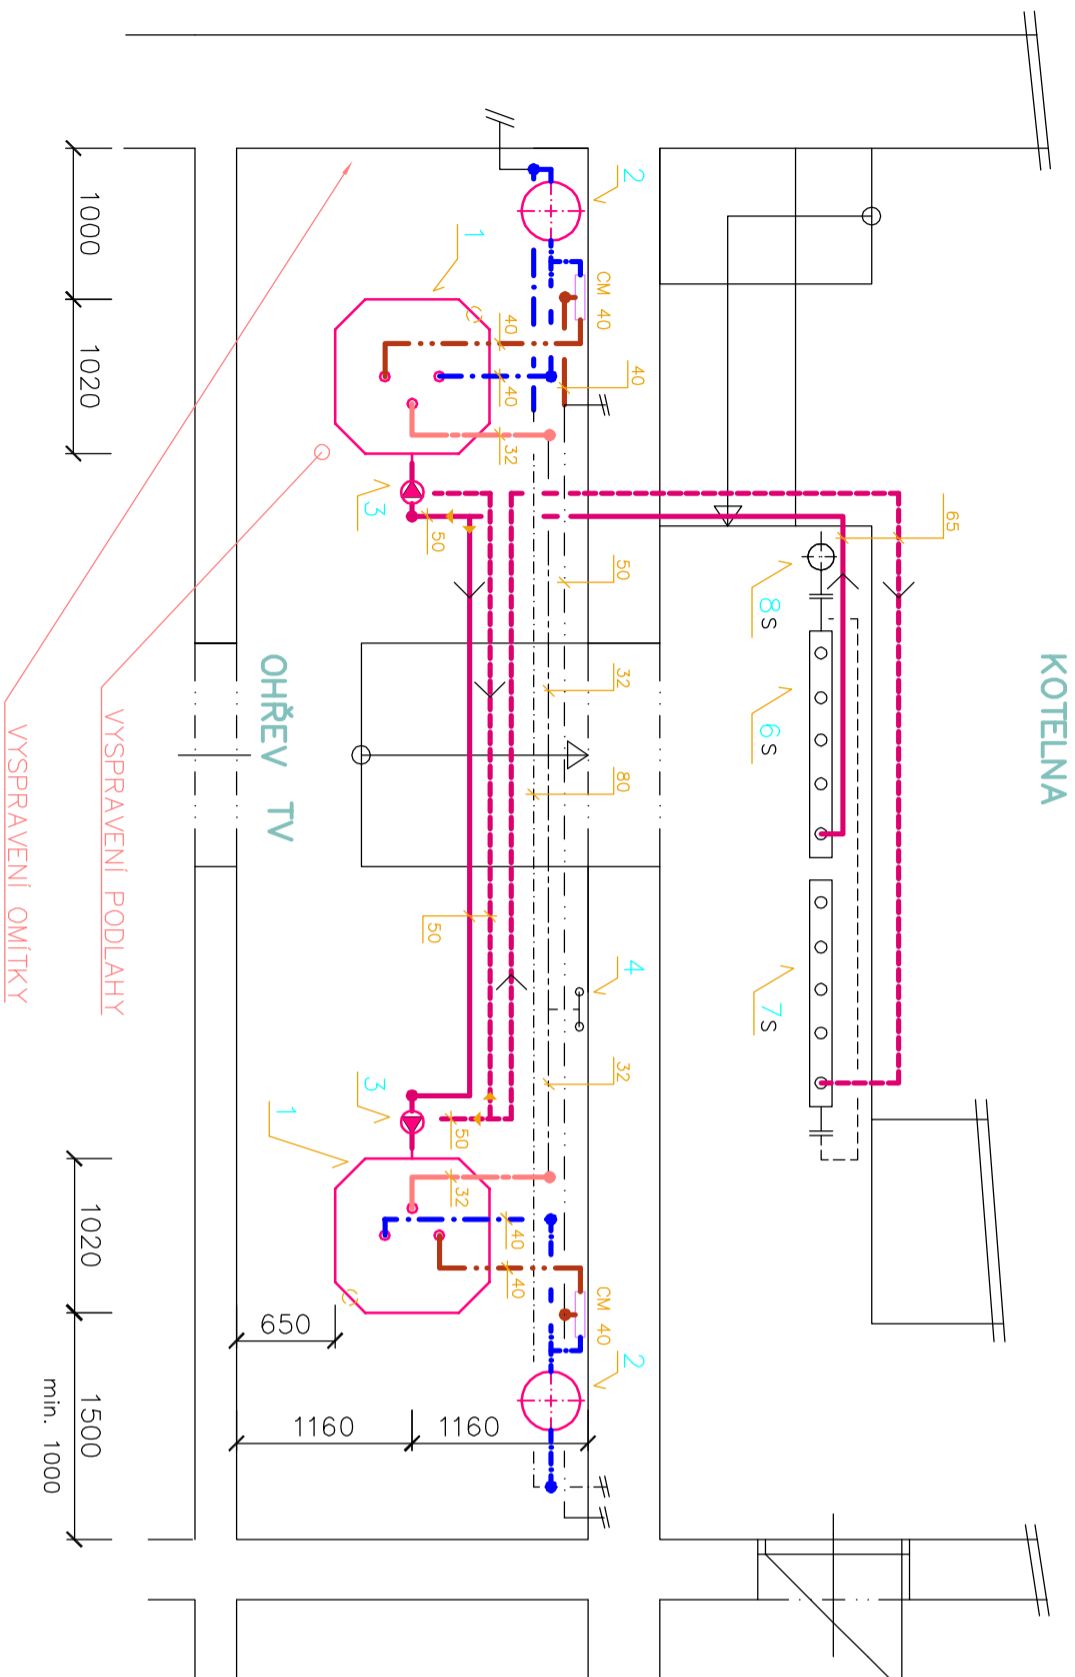 KOTELNA
65
8s
6s
7s
2
CM 40
40
50
32
80
4
32
CM 40
2
1
40
40
32
3
50
50
3
50
1
32
40
40
OHŘEV TV
VYSPRAVENÍ PODLAHY
VYSPRAVENÍ OMÍTKY
1000
1020
1020
1500
min. 1000
650
1160
1160